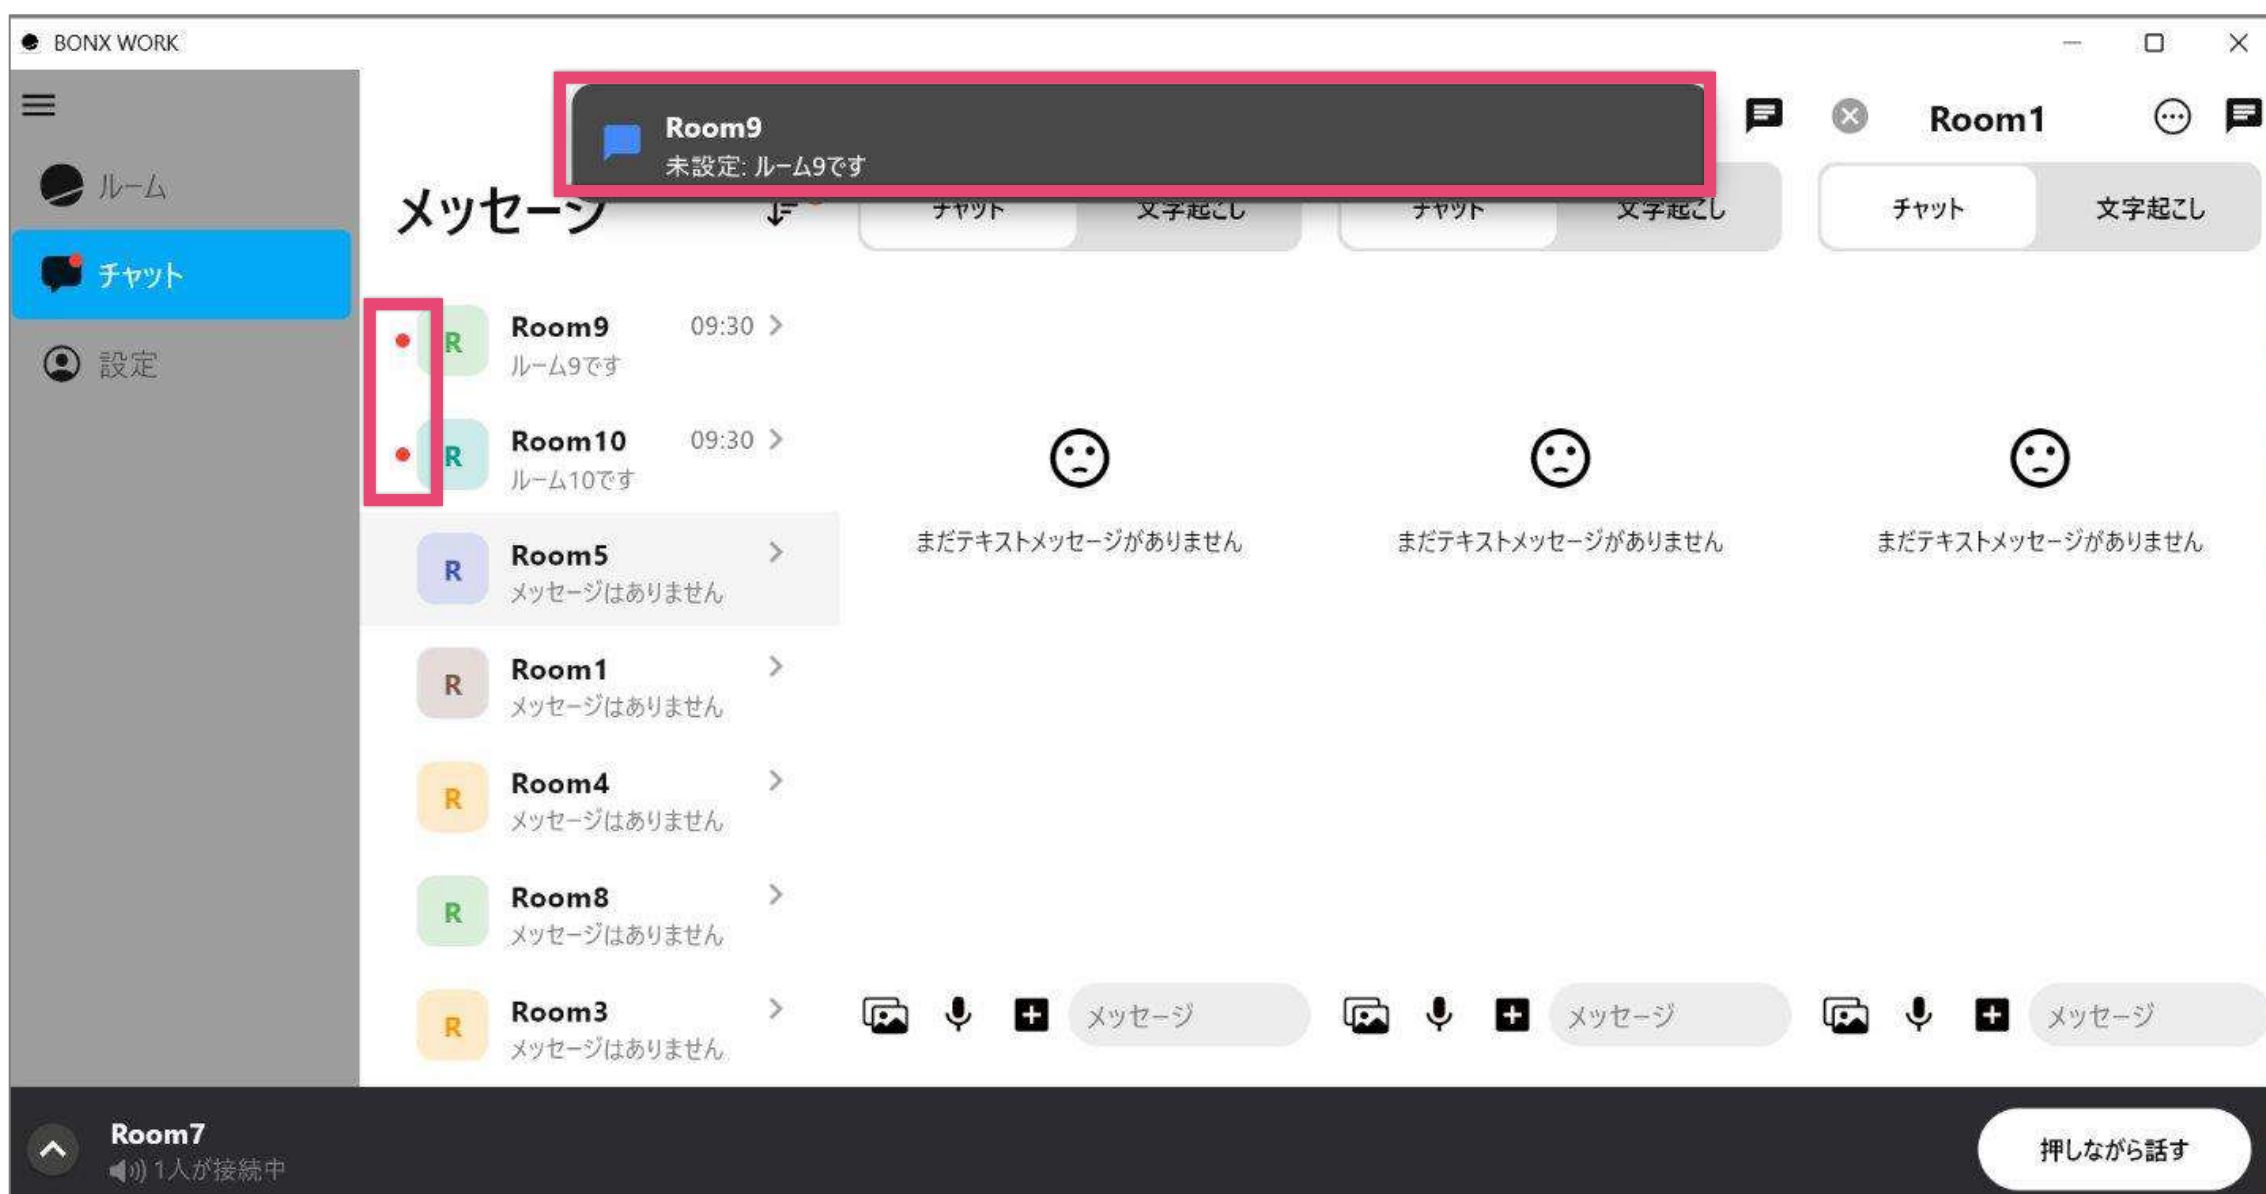 BONX WORK
ルーム
チャット
設定
Room9
未設定: ルーム9です
メッセージ
Room9 09:30
R
ルーム9です
Room10 09:30
R
ルーム10です
Room5
R
メッセージはありません
Room1
R
メッセージはありません
Room4
R
メッセージはありません
Room8
R
メッセージはありません
Room3
R
メッセージはありません
チャット 文字起こし
まだテキストメッセージがありません
メッセージ
チャット 文字起こし
まだテキストメッセージがありません
メッセージ
Room1
チャット 文字起こし
まだテキストメッセージがありません
メッセージ
Room7
1人が接続中
押しながら話す